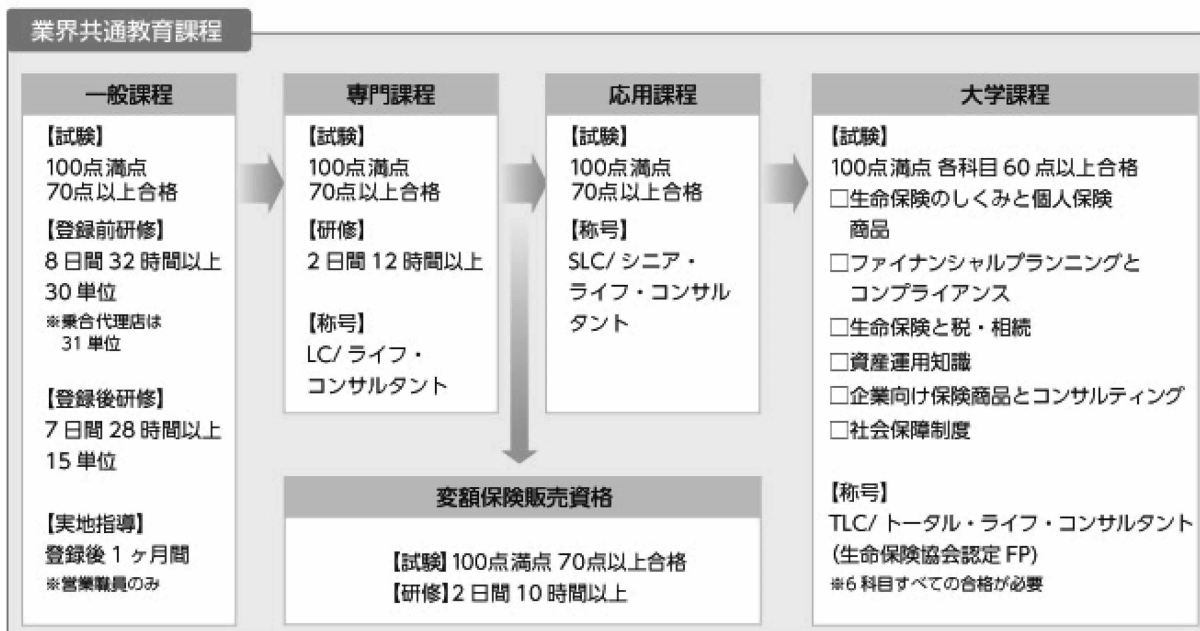 業界共通教育課程
一般課程
【試験】
100点満点
70点以上合格
【登録前研修】
8日間32時間以上
30単位
※乗合代理店は
31単位
【登録後研修】
7日間28時間以上
15単位
【実地指導】
登録後1ヶ月間
※営業職員のみ
専門課程
【試験】
100点満点
70点以上合格
【研修】
2日間12時間以上
【称号】
LC/ライフ・
コンサルタント
応用課程
【試験】
100点満点
70点以上合格
【称号】
SLC/シニア・
ライフ・コンサル
タント
変額保険販売資格
【試験】100点満点 70点以上合格
【研修】2日間10時間以上
大学課程
【試験】
100点満点 各科目60点以上合格
□生命保険のしくみと個人保険
商品
□ファイナンシャルプランニングと
コンプライアンス
□生命保険と税・相続
□資産運用知識
□企業向け保険商品とコンサルティング
□社会保障制度
【称号】
TLC/トータル・ライフ・コンサルタント
(生命保険協会認定FP)
※6科目すべての合格が必要